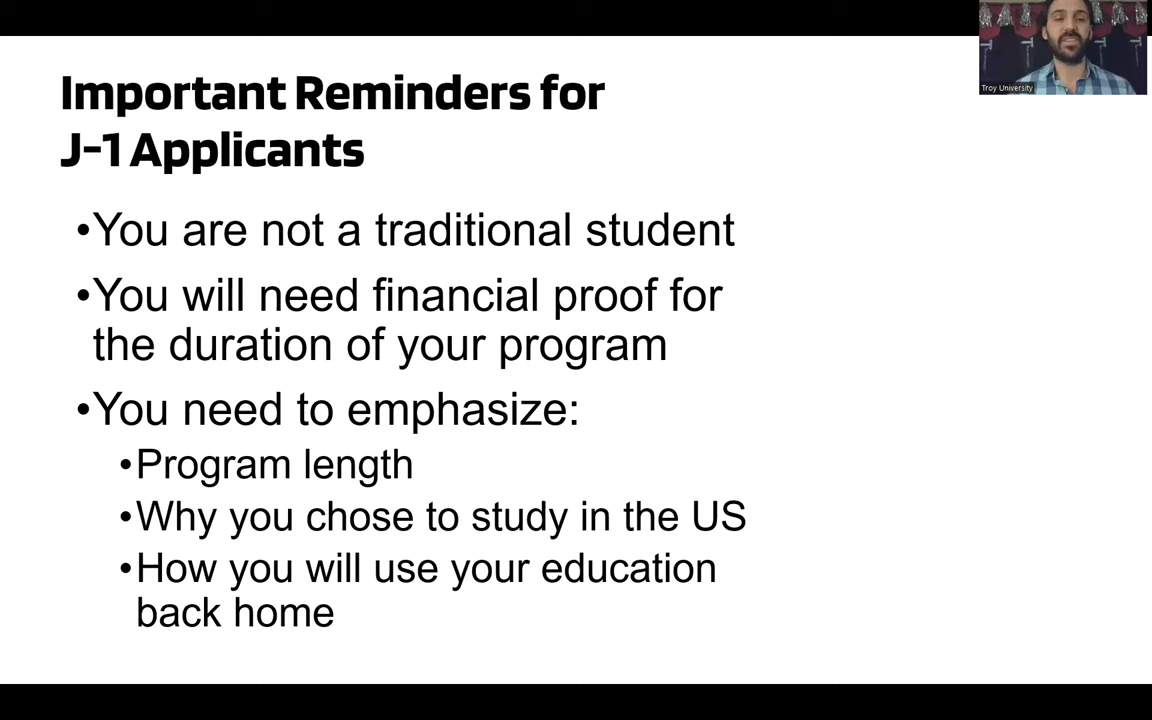 Important Reminders for
J-1 Applicants
•You are not a traditional student
•You will need financial proof for
the duration of your program
•You need to emphasize:
•Program length
•Why you chose to study in the US
•How you will use your education
back home
Troy University